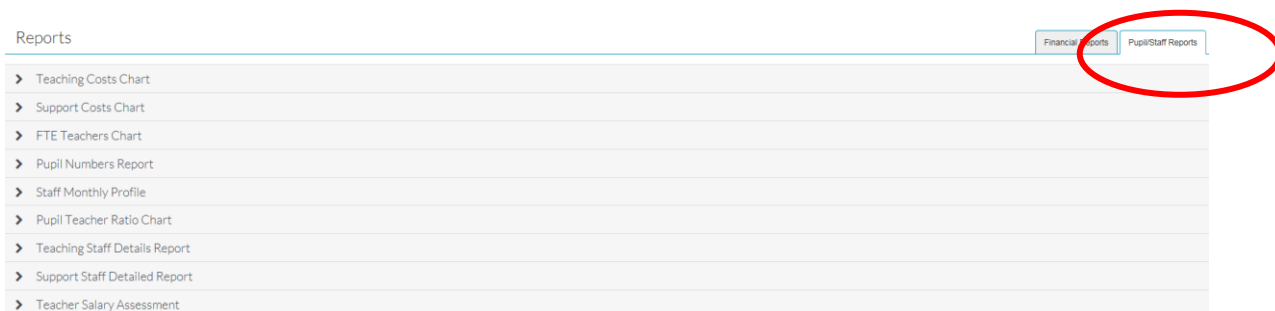 Reports
Financial Reports
Pupil/Staff Reports
Teaching Costs Chart
Support Costs Chart
FTE Teachers Chart
Pupil Numbers Report
Staff Monthly Profile
Pupil Teacher Ratio Chart
Teaching Staff Details Report
Support Staff Detailed Report
Teacher Salary Assessment